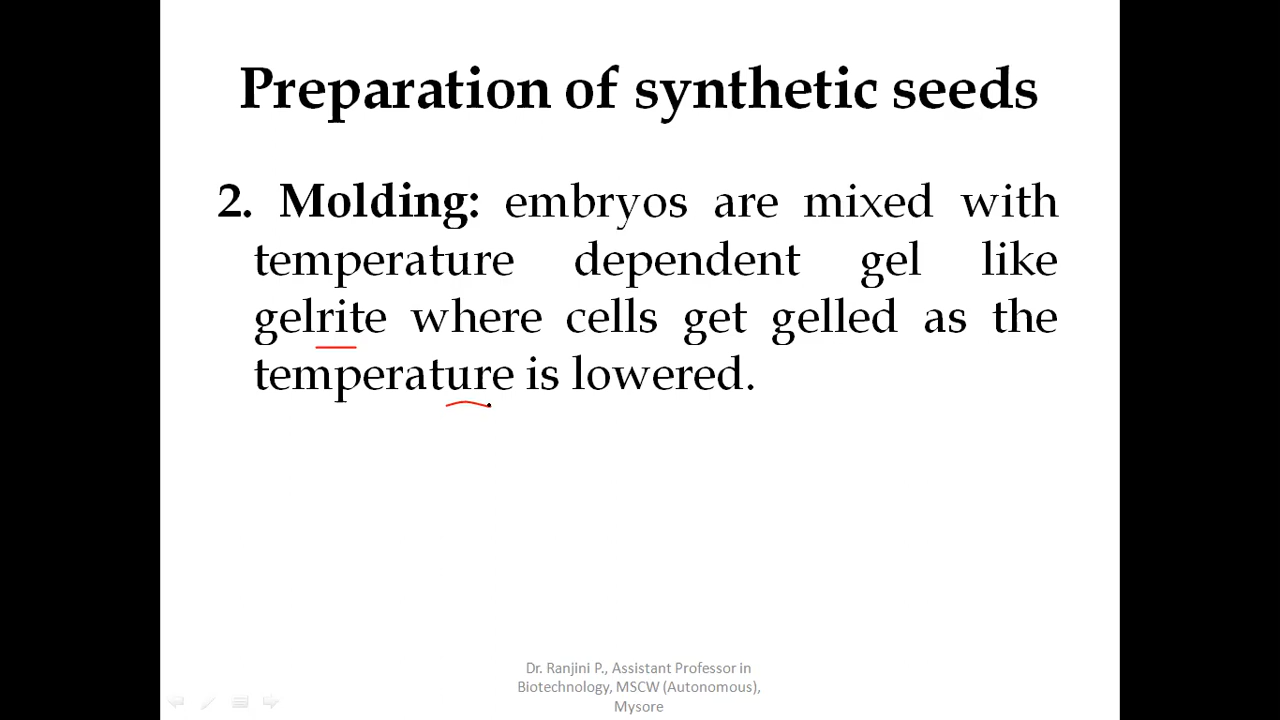 Preparation of synthetic seeds
2. Molding: embryos are mixed with
temperature dependent gel like
gelrite where cells get gelled as the
temperature is lowered.
Dr. Ranjini P., Assistant Professor in
Biotechnology, MSCW (Autonomous),
Mysore